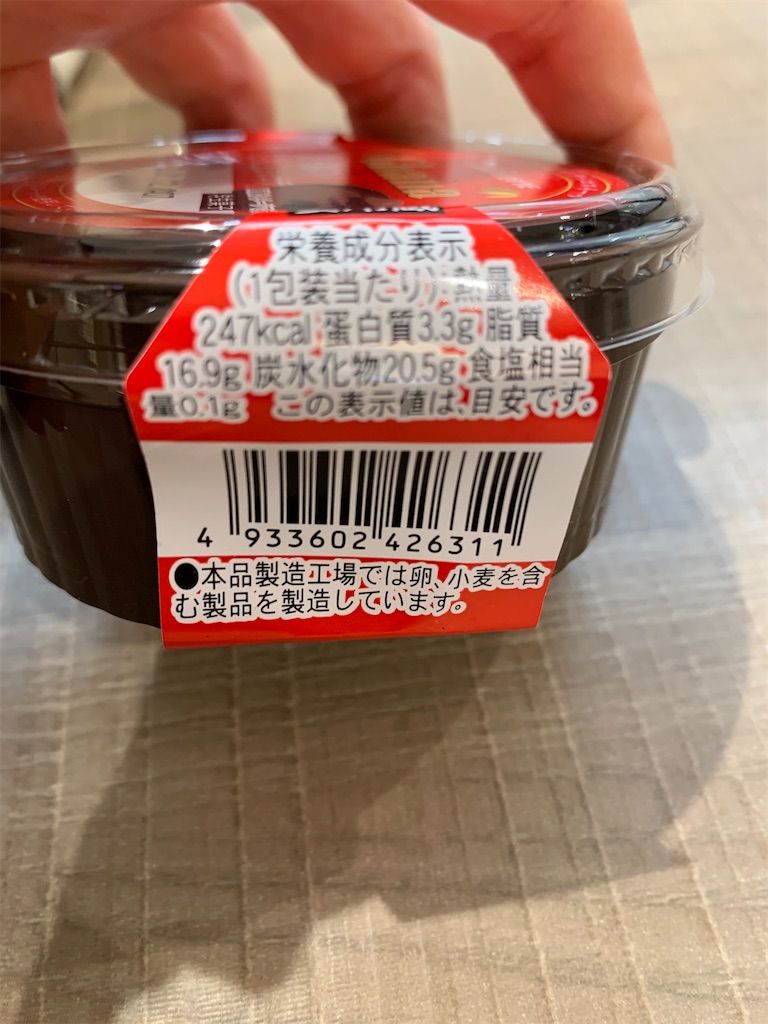 栄養成分表示
(1包装当たり):熱量
247kcal 蛋白質3.3g 脂質
16.9g 炭水化物20.5g 食塩相当
量0.1g この表示値は、目安です。
4 933602 426311
●本品製造工場では卵、小麦を含
む製品を製造しています。